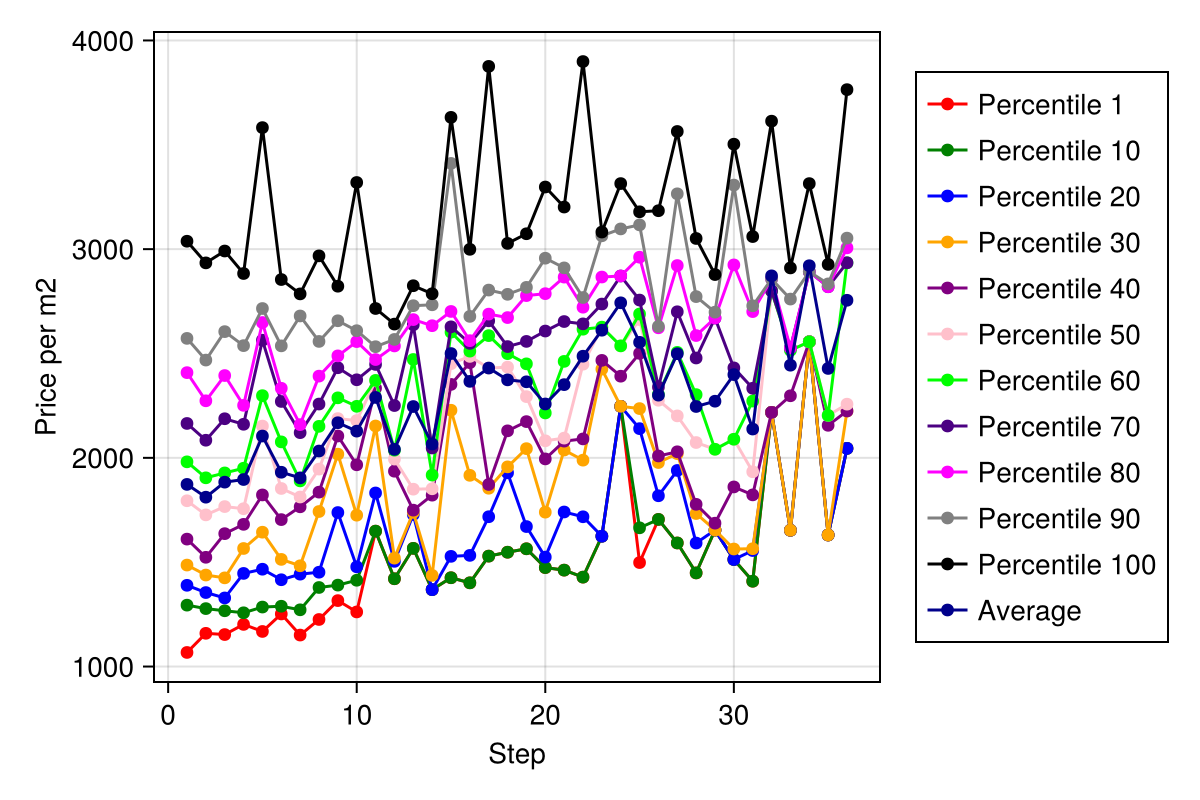 4000
3000
2000
1000
Price per m2
0 10 20 30
Step
Percentile 1
Percentile 10
Percentile 20
Percentile 30
Percentile 40
Percentile 50
Percentile 60
Percentile 70
Percentile 80
Percentile 90
Percentile 100
Average